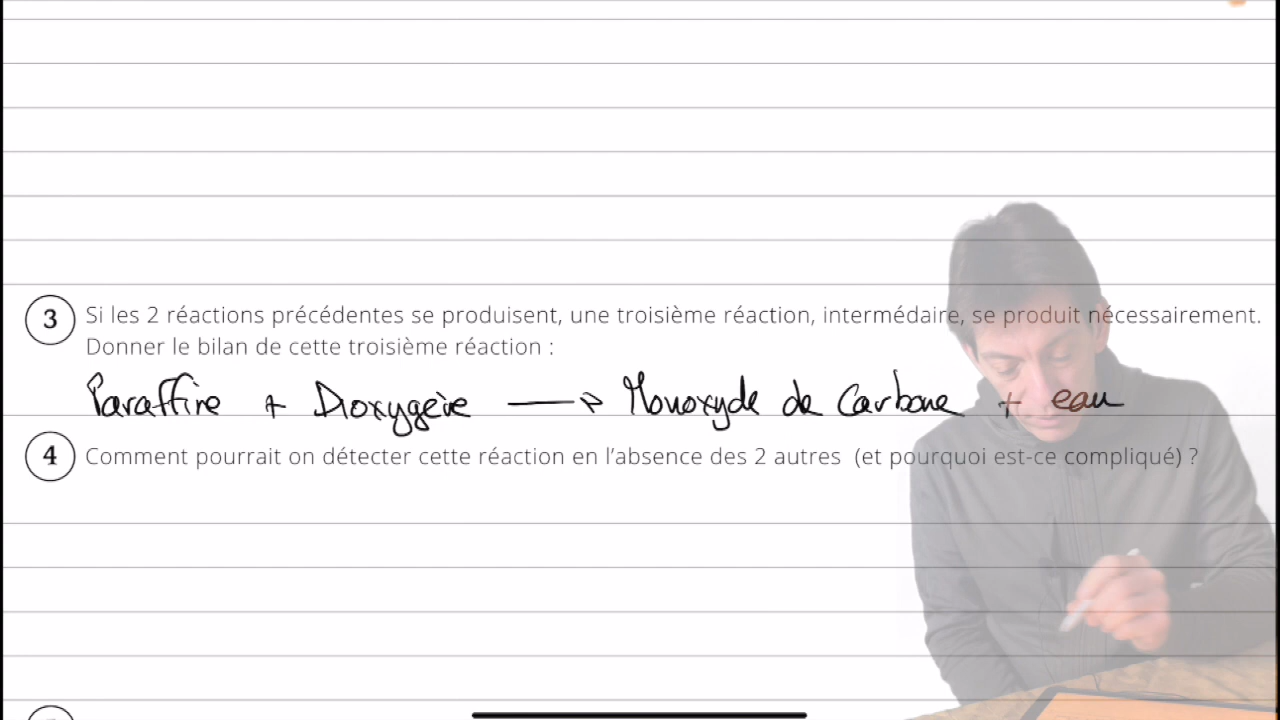 3 Si les 2 réactions précédentes se produisent, une troisième réaction, intermédaire, se produit nécessairement.
Donner le bilan de cette troisième réaction :
Paraffine + Dioxygène → Monoxyde de Carbone + eau
4 Comment pourrait on détecter cette réaction en l'absence des 2 autres (et pourquoi est-ce compliqué) ?